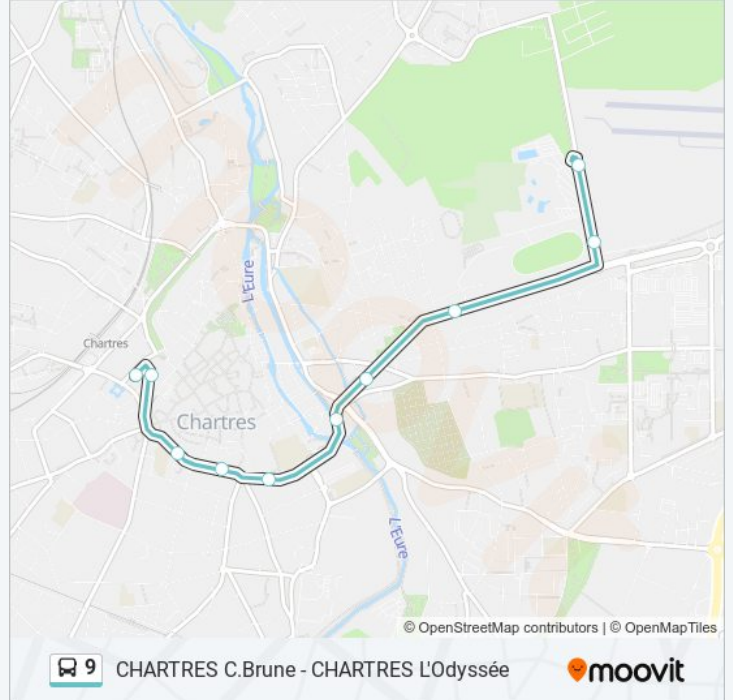 L'Eure
Chartres
Chartres
L'Eure
© OpenStreetMap contributors | © OpenMapTiles
9 CHARTRES C.Brune - CHARTRES L'Odyssée
moovit